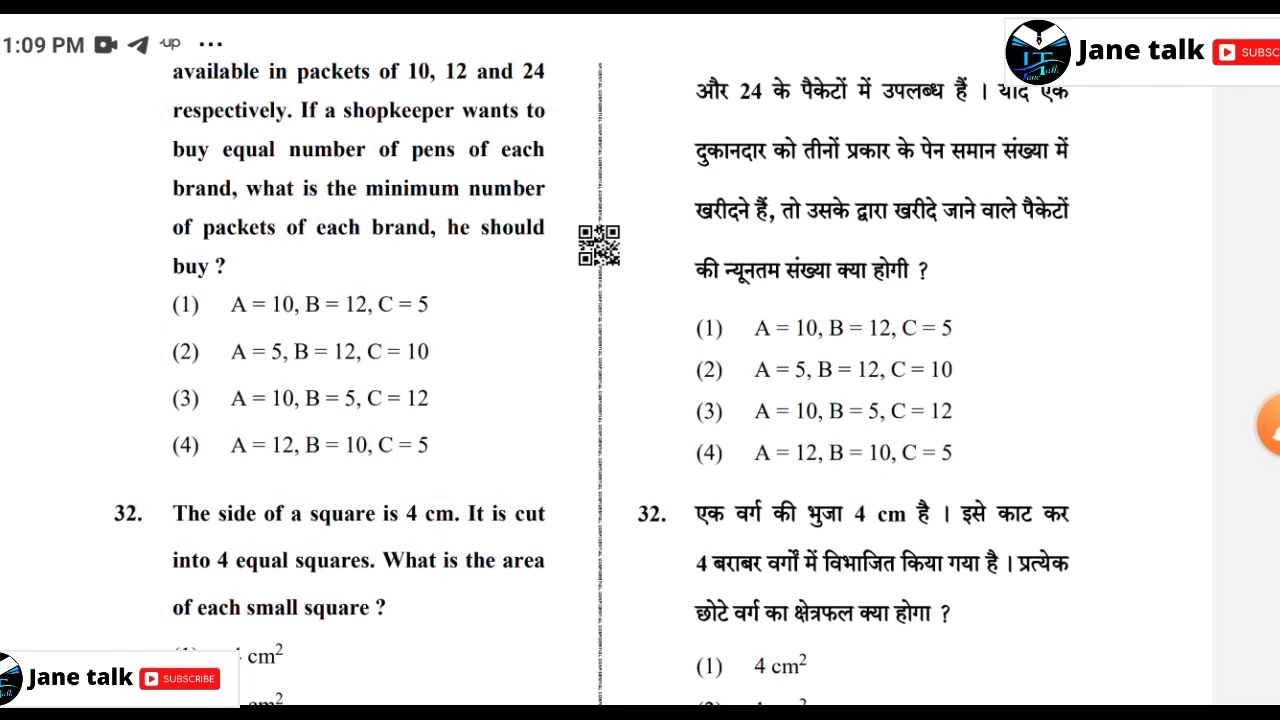 1:09 PM
Jane talk
SUBSC
available in packets of 10, 12 and 24
respectively. If a shopkeeper wants to
buy equal number of pens of each
brand, what is the minimum number
of packets of each brand, he should
buy ?
(1) A = 10, B = 12, C = 5
(2) A = 5, B = 12, C = 10
(3) A = 10, B = 5, C = 12
(4) A = 12, B = 10, C = 5
32. The side of a square is 4 cm. It is cut
into 4 equal squares. What is the area
of each small square ?
cm²
cm²
और 24 के पैकेटों में उपलब्ध हैं । यदि एक
दुकानदार को तीनों प्रकार के पेन समान संख्या में
खरीदने हैं, तो उसके द्वारा खरीदे जाने वाले पैकेटों
की न्यूनतम संख्या क्या होगी ?
(1) A = 10, B = 12, C = 5
(2) A = 5, B = 12, C = 10
(3) A = 10, B = 5, C = 12
(4) A = 12, B = 10, C = 5
32. एक वर्ग की भुजा 4 cm है । इसे काट कर
4 बराबर वर्गों में विभाजित किया गया है । प्रत्येक
छोटे वर्ग का क्षेत्रफल क्या होगा ?
(1) 4 cm²
Jane talk
SUBSCRIBE